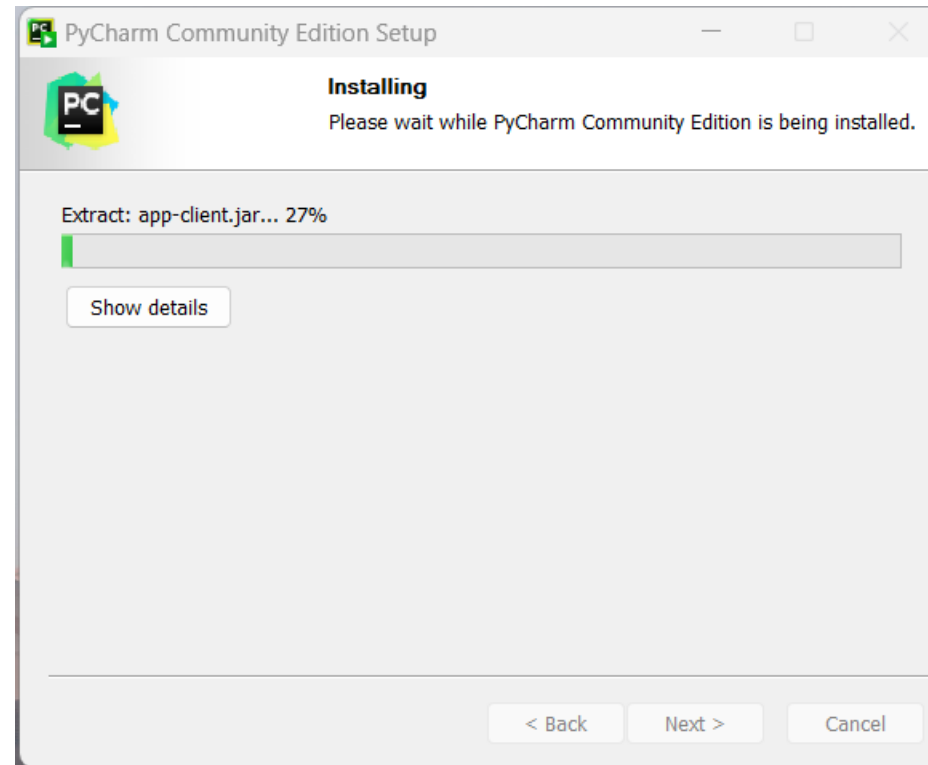 PC PyCharm Community Edition Setup
PC
Installing
Please wait while PyCharm Community Edition is being installed.
Extract: app-client.jar... 27%
Show details
< Back
Next >
Cancel